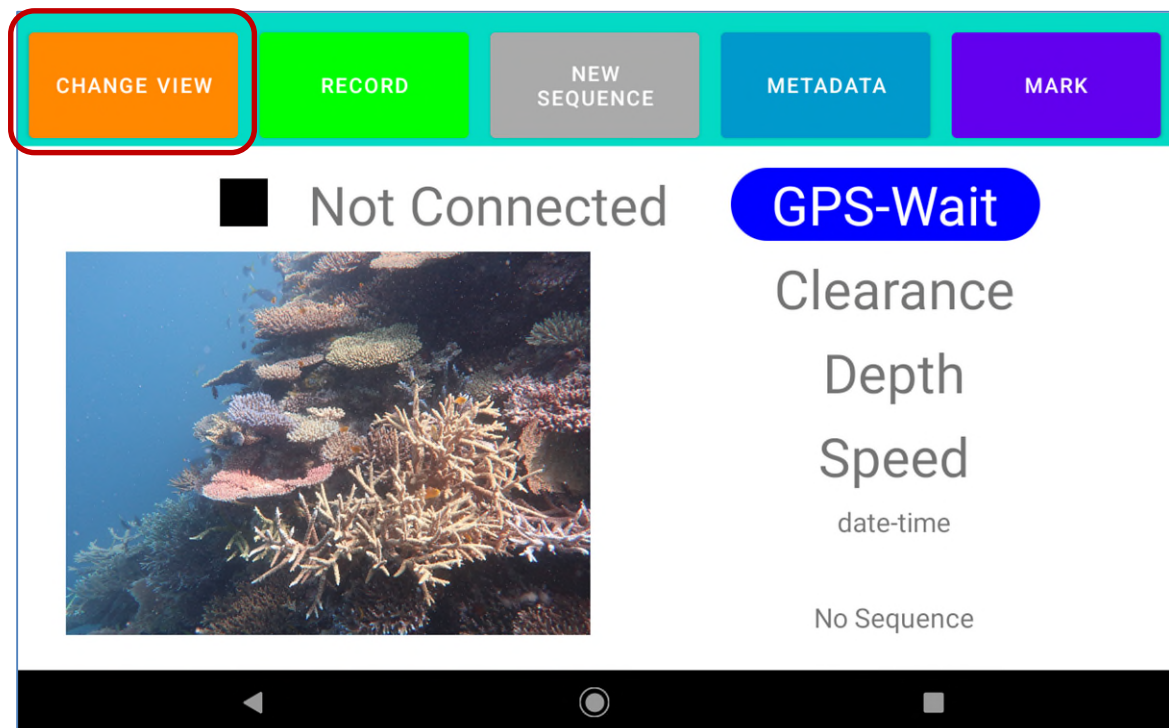 CHANGE VIEW
RECORD
NEW
SEQUENCE
METADATA
MARK
Not Connected
GPS-Wait
Clearance
Depth
Speed
date-time
No Sequence